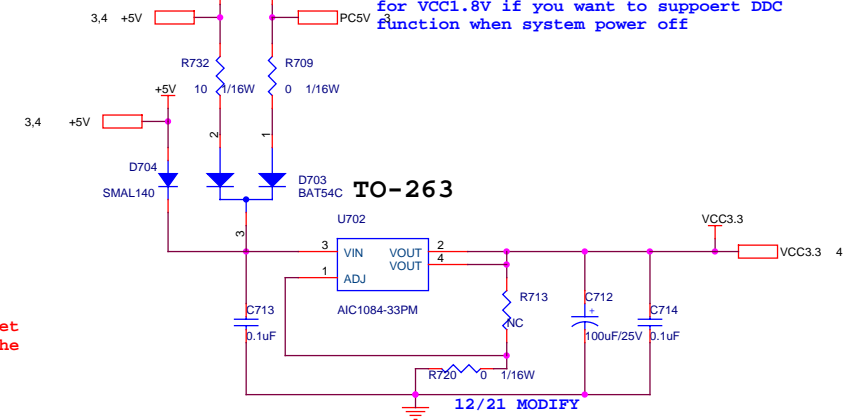 for VCC1.8V if you want to suppoert DDC
3,4 +5V
PC5V 3
function when system power off
R732
R709
+5V
10 1/16W
0 1/16W
3,4 +5V
2
1
D704
SMAL140
D703
BAT54C
TO-263
U702
3
VCC3.3
3 VIN VOUT 2
VOUT 4
VCC3.3 4
1 ADJ
R713
C712
C713
AIC1084-33PM
C714
+
NC
et
0.1uF
100uF/25V
0.1uF
he
R720 0 1/16W
12/21 MODIFY